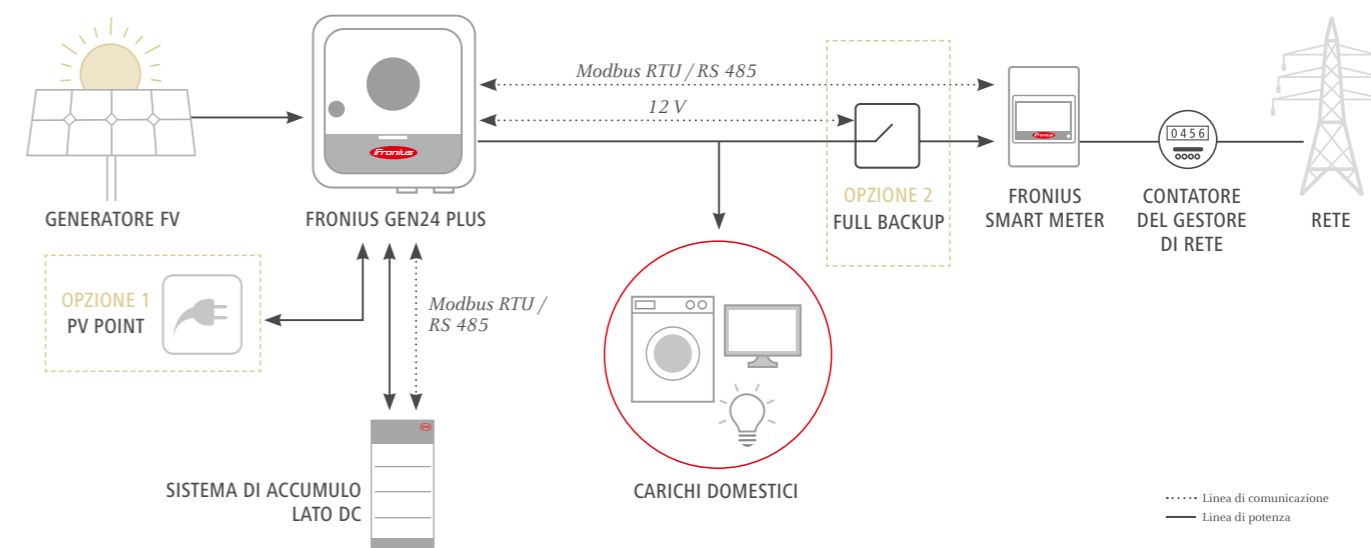 Modbus RTU / RS 485
12 V
Fronius
Fronius
0456
GENERATORE FV
FRONIUS GEN24 PLUS
OPZIONE 2
FULL BACKUP
FRONIUS
SMART METER
CONTATORE
DEL GESTORE
DI RETE
RETE
OPZIONE 1
PV POINT
Modbus RTU /
RS 485
SISTEMA DI ACCUMULO
LATO DC
CARICHI DOMESTICI
Linea di comunicazione
Linea di potenza